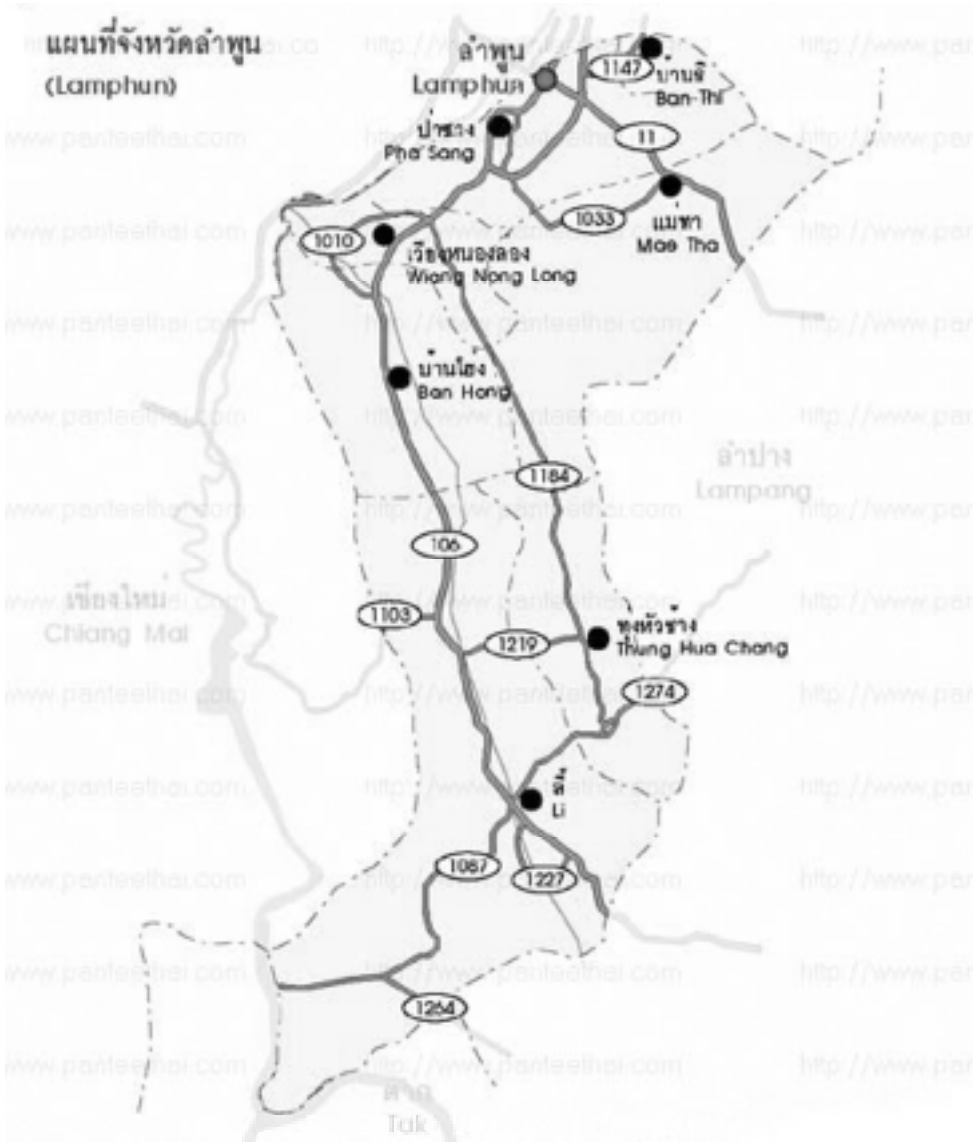 แผนที่จังหวัดลำพูน
(Lamphun)
ลำพูน
Lamphun
1147
บ้านธิ
Ban-Thi
ป่าซาง
Pha Sang
11
1033
แม่ทา
Mae Tha
1010
เวียงหนองล่อง
Wiang Nong Long
บ้านโฮ่ง
Ban Hong
1184
ลำปาง
Lampang
106
เชียงใหม่
Chiang Mai
1103
1219
ทุ่งหัวช้าง
Thung Hua Chang
1274
ลี้
Li
1087
1227
1264
ตาก
Tak
http://www.panteethai.com